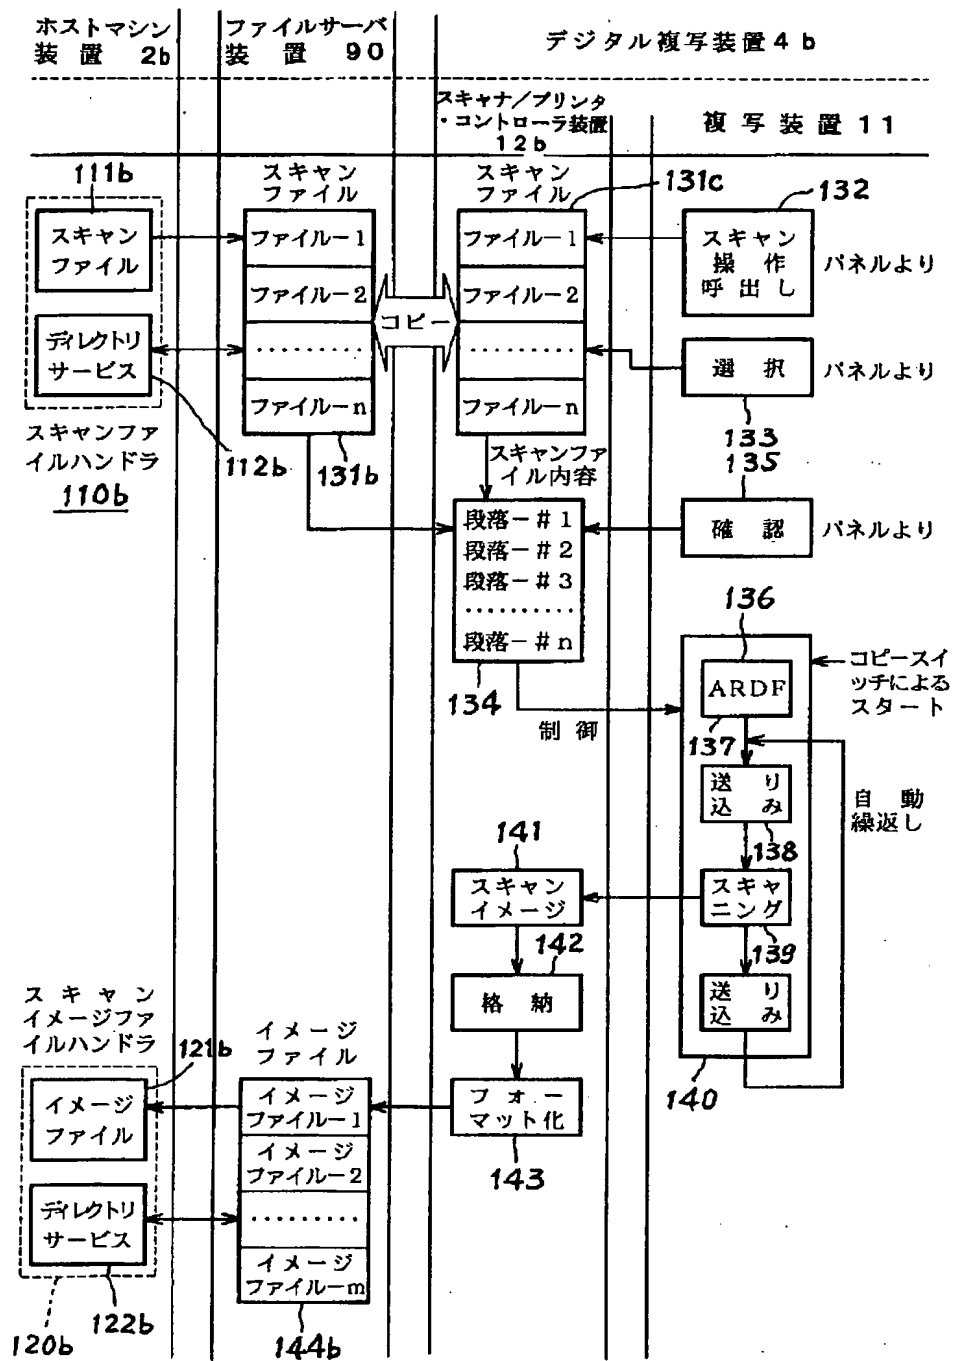 ホストマシン
装置 2b
ファイルサーバ
装置 90
デジタル複写装置4b
スキャナ/プリンタ
・コントローラ装置
12b
複写装置11
111b
スキャン
ファイル
ディレクトリ
サービス
スキャンファ
イルハンドラ
110b
112b
スキャン
ファイル
ファイル-1
ファイル-2
.........
ファイル-n
131b
コピー
スキャン
ファイル
131c
ファイル-1
ファイル-2
.........
ファイル-n
132
スキャン
操作
呼出し
パネルより
選択
パネルより
133
135
確認
パネルより
スキャンファ
イル内容
段落-#1
段落-#2
段落-#3
..........
段落-#n
134
制御
136
ARDF
137
コピースイ
ッチによる
スタート
送り
込み
138
自動
繰返し
スキャ
ニング
139
送り
込み
140
141
スキャン
イメージ
142
格納
フォー
マット化
143
スキャン
イメージファ
イルハンドラ
121b
イメージ
ファイル
ディレクトリ
サービス
120b
122b
イメージ
ファイル
イメージ
ファイル-1
イメージ
ファイル-2
.........
イメージ
ファイル-m
144b